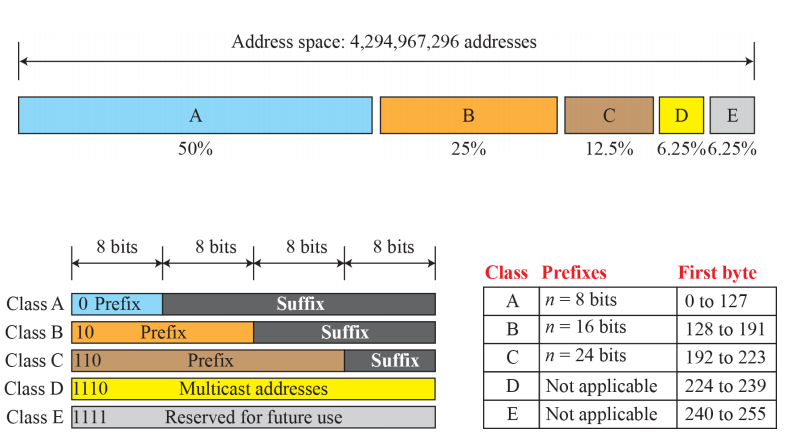 Address space: 4,294,967,296 addresses
A B C D E
50% 25% 12.5% 6.25% 6.25%
8 bits 8 bits 8 bits 8 bits
Class A 0 Prefix Suffix
Class B 10 Prefix Suffix
Class C 110 Prefix Suffix
Class D 1110 Multicast addresses
Class E 1111 Reserved for future use
Class Prefixes First byte
A n = 8 bits 0 to 127
B n = 16 bits 128 to 191
C n = 24 bits 192 to 223
D Not applicable 224 to 239
E Not applicable 240 to 255